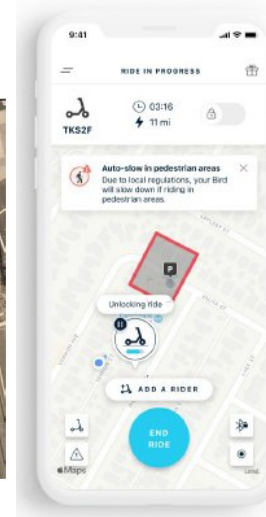 9:41
RIDE IN PROGRESS
TKS2F
03:16
11 mi
Auto-slow in pedestrian areas
Due to local regulations, your Bird
will slow down if riding in
pedestrian areas.
P
Unlocking ride
ADD A RIDER
END
RIDE
Maps
Legal